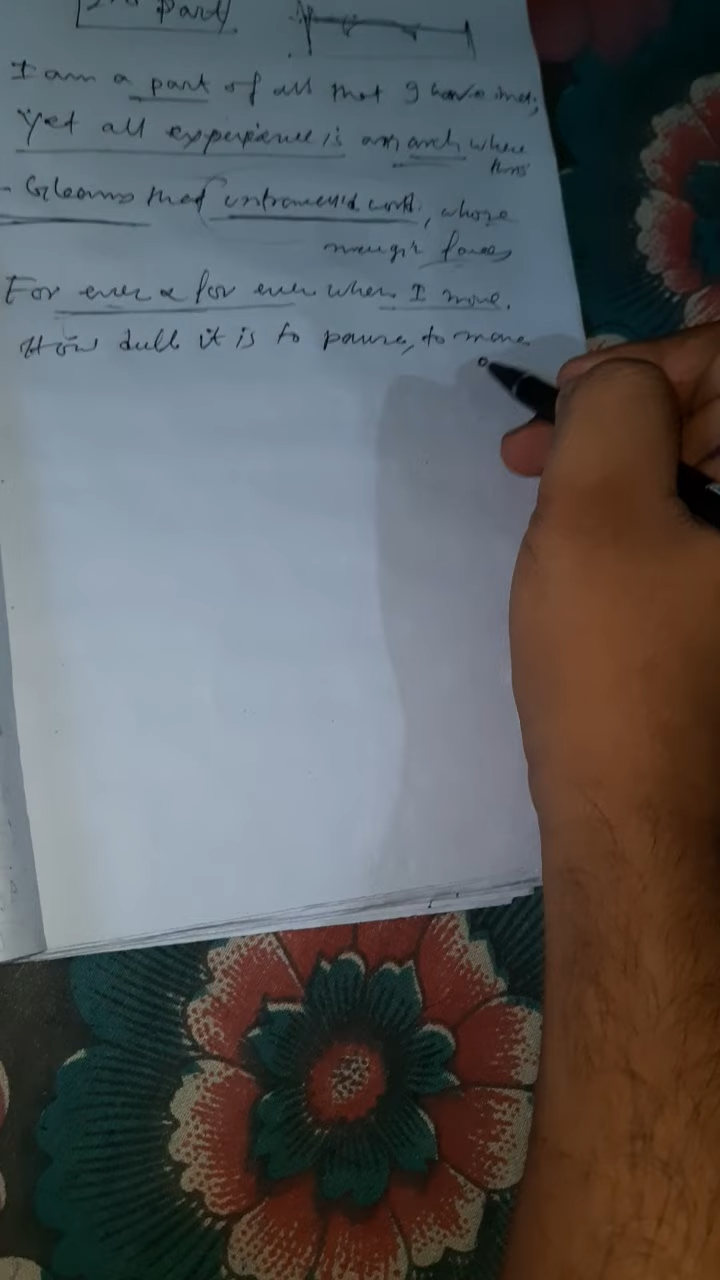 2nd Part
I am a part of all that I have met;
Yet all experience is an arch where
thro'
Gleams that untravell'd world, whose
margin fades
For ever & for ever when I move.
How dull it is to pause, to make